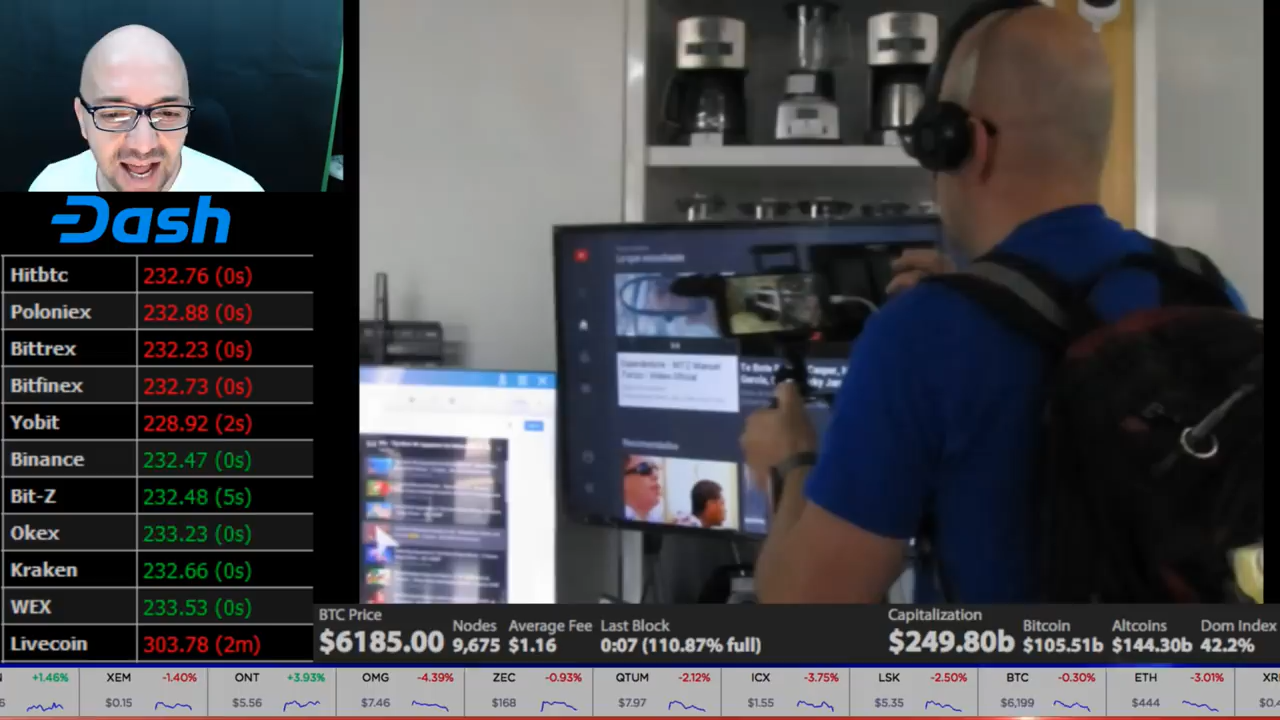 Dash
Hitbtc 232.76 (0s)
Poloniex 232.88 (0s)
Bittrex 232.23 (0s)
Bitfinex 232.73 (0s)
Yobit 228.92 (2s)
Binance 232.47 (0s)
Bit-Z 232.48 (5s)
Okex 233.23 (0s)
Kraken 232.66 (0s)
WEX 233.53 (0s)
Livecoin 303.78 (2m)
Recomendados
BTC Price Nodes Average Fee Last Block Capitalization Bitcoin Altcoins Dom Index
$6185.00 9,675 $1.16 0:07 (110.87% full) $249.80b $105.51b $144.30b 42.2%
+1.46% XEM -1.40% ONT +3.93% OMG -4.39% ZEC -0.93% QTUM -2.12% ICX -3.75% LSK -2.50% BTC -0.30% ETH -3.01%
$0.15 $5.56 $7.46 $168 $7.97 $1.55 $5.35 $6,199 $444